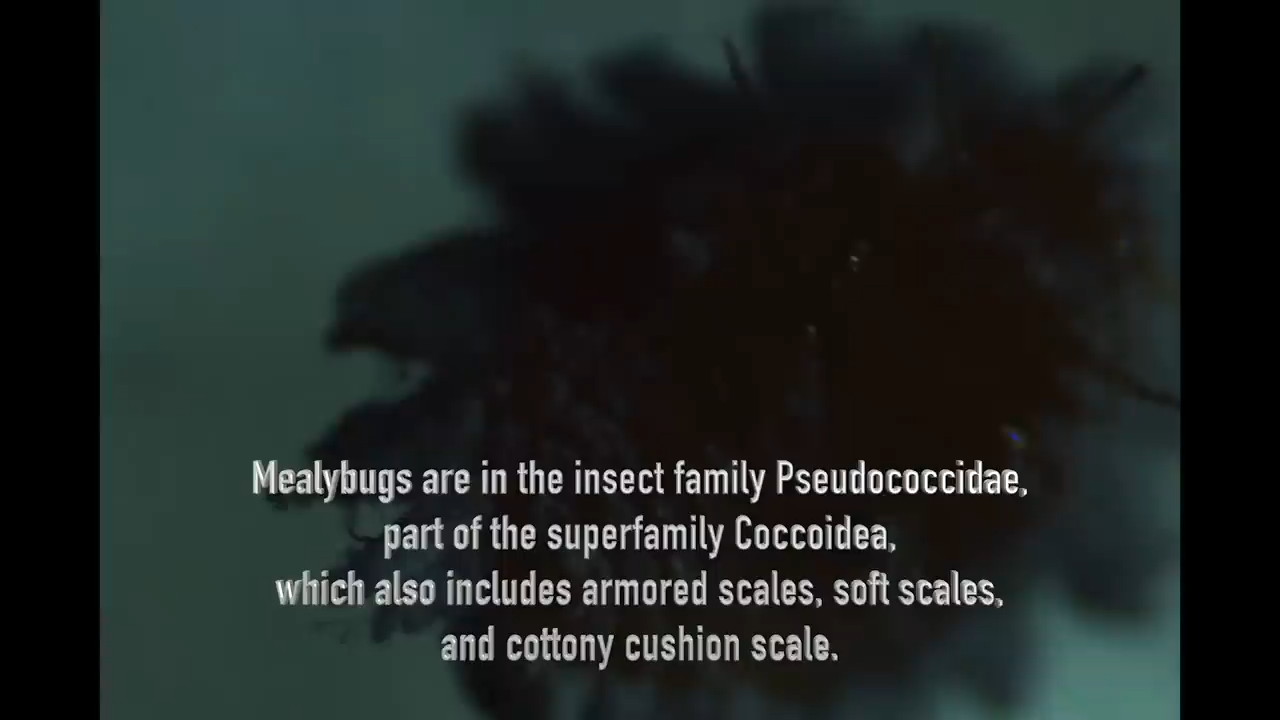 Mealybugs are in the insect family Pseudococcidae,
part of the superfamily Coccoidea,
which also includes armored scales, soft scales,
and cottony cushion scale.